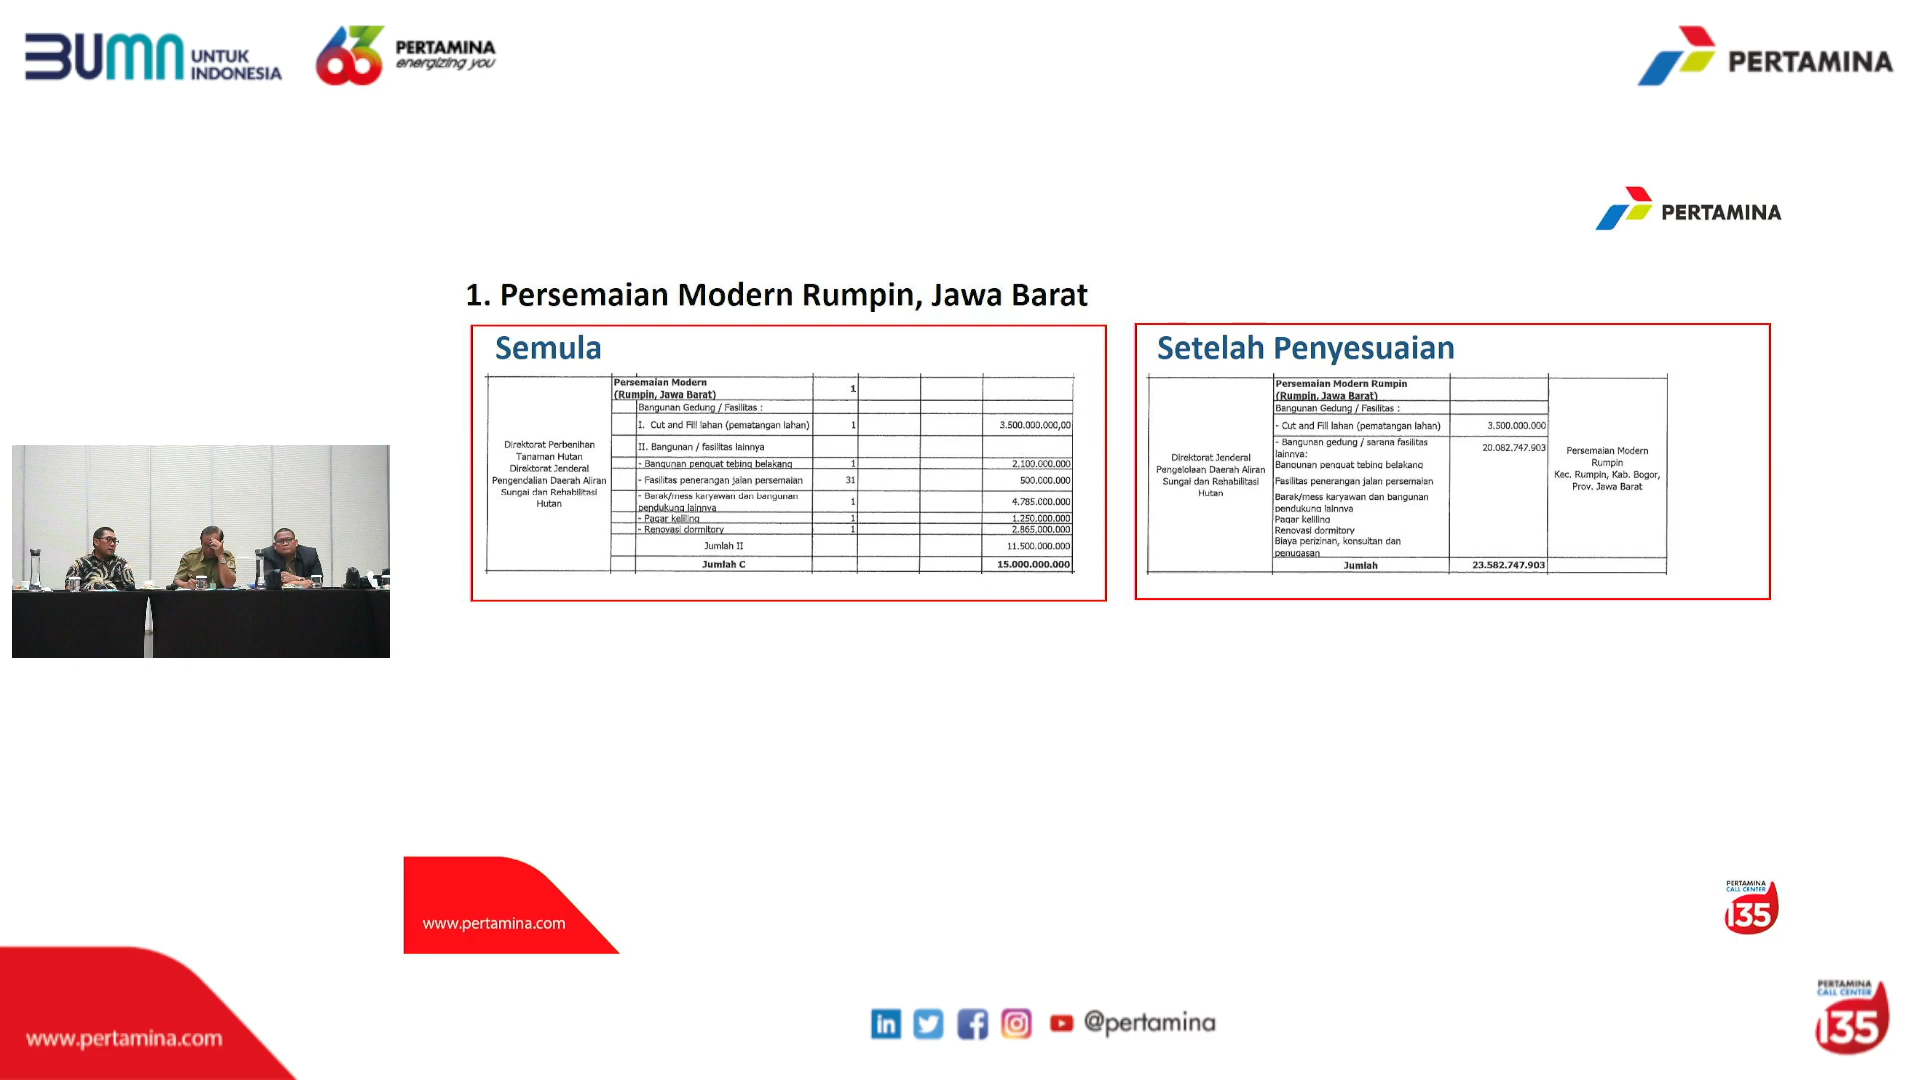 BUMN UNTUK INDONESIA
63 PERTAMINA energizing you
PERTAMINA
PERTAMINA
1. Persemaian Modern Rumpin, Jawa Barat
Semula
Direktorat Perbenihan
Tanaman Hutan
Direktorat Jenderal
Pengendalian Daerah Aliran
Sungai dan Rehabilitasi
Hutan
Persemaian Modern
(Rumpin, Jawa Barat) 1
Bangunan Gedung / Fasilitas :
I. Cut and Fill lahan (pematangan lahan) 1 3.500.000.000,00
II. Bangunan / fasilitas lainnya
- Bangunan penguat tebing belakang 1 2.100.000.000
- Fasilitas penerangan jalan persemaian 31 500.000.000
- Barak/mess karyawan dan bangunan
pendukung lainnya 1 4.785.000.000
- Pagar keliling 1 1.250.000.000
- Renovasi dormitory 1 2.865.000.000
Jumlah II 11.500.000.000
Jumlah C 15.000.000.000
Setelah Penyesuaian
Direktorat Jenderal
Pengelolaan Daerah Aliran
Sungai dan Rehabilitasi
Hutan
Persemaian Modern Rumpin
(Rumpin, Jawa Barat)
Bangunan Gedung / Fasilitas :
- Cut and Fill lahan (pematangan lahan) 3.500.000.000
- Bangunan gedung / sarana fasilitas
lainnya: 20.082.747.903
Bangunan penguat tebing belakang
Fasilitas penerangan jalan persemaian
Barak/mess karyawan dan bangunan
pendukung lainnya
Pagar keliling
Renovasi dormitory
Biaya perizinan, konsultan dan
penugasan
Jumlah 23.582.747.903
Persemaian Modern
Rumpin
Kec. Rumpin, Kab. Bogor,
Prov. Jawa Barat
www.pertamina.com
PERTAMINA
CALL CENTER
135
www.pertamina.com
@pertamina
PERTAMINA
CALL CENTER
135